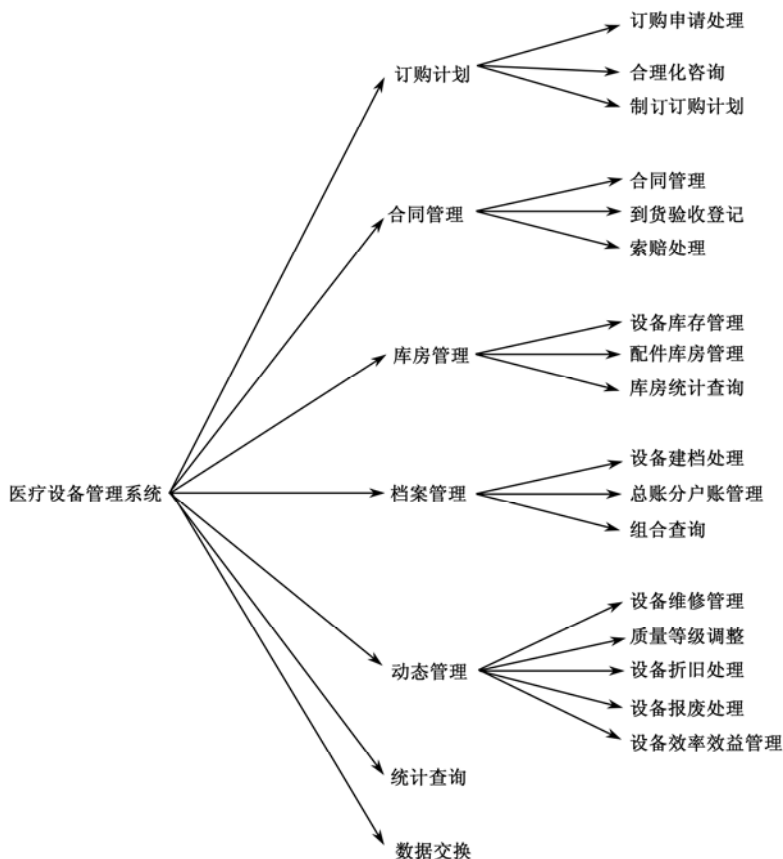 医疗设备管理系统
订购计划
订购申请处理
合理化咨询
制订订购计划
合同管理
合同管理
到货验收登记
索赔处理
库房管理
设备库存管理
配件库房管理
库房统计查询
档案管理
设备建档处理
总账分户账管理
组合查询
动态管理
设备维修管理
质量等级调整
设备折旧处理
设备报废处理
设备效率效益管理
统计查询
数据交换